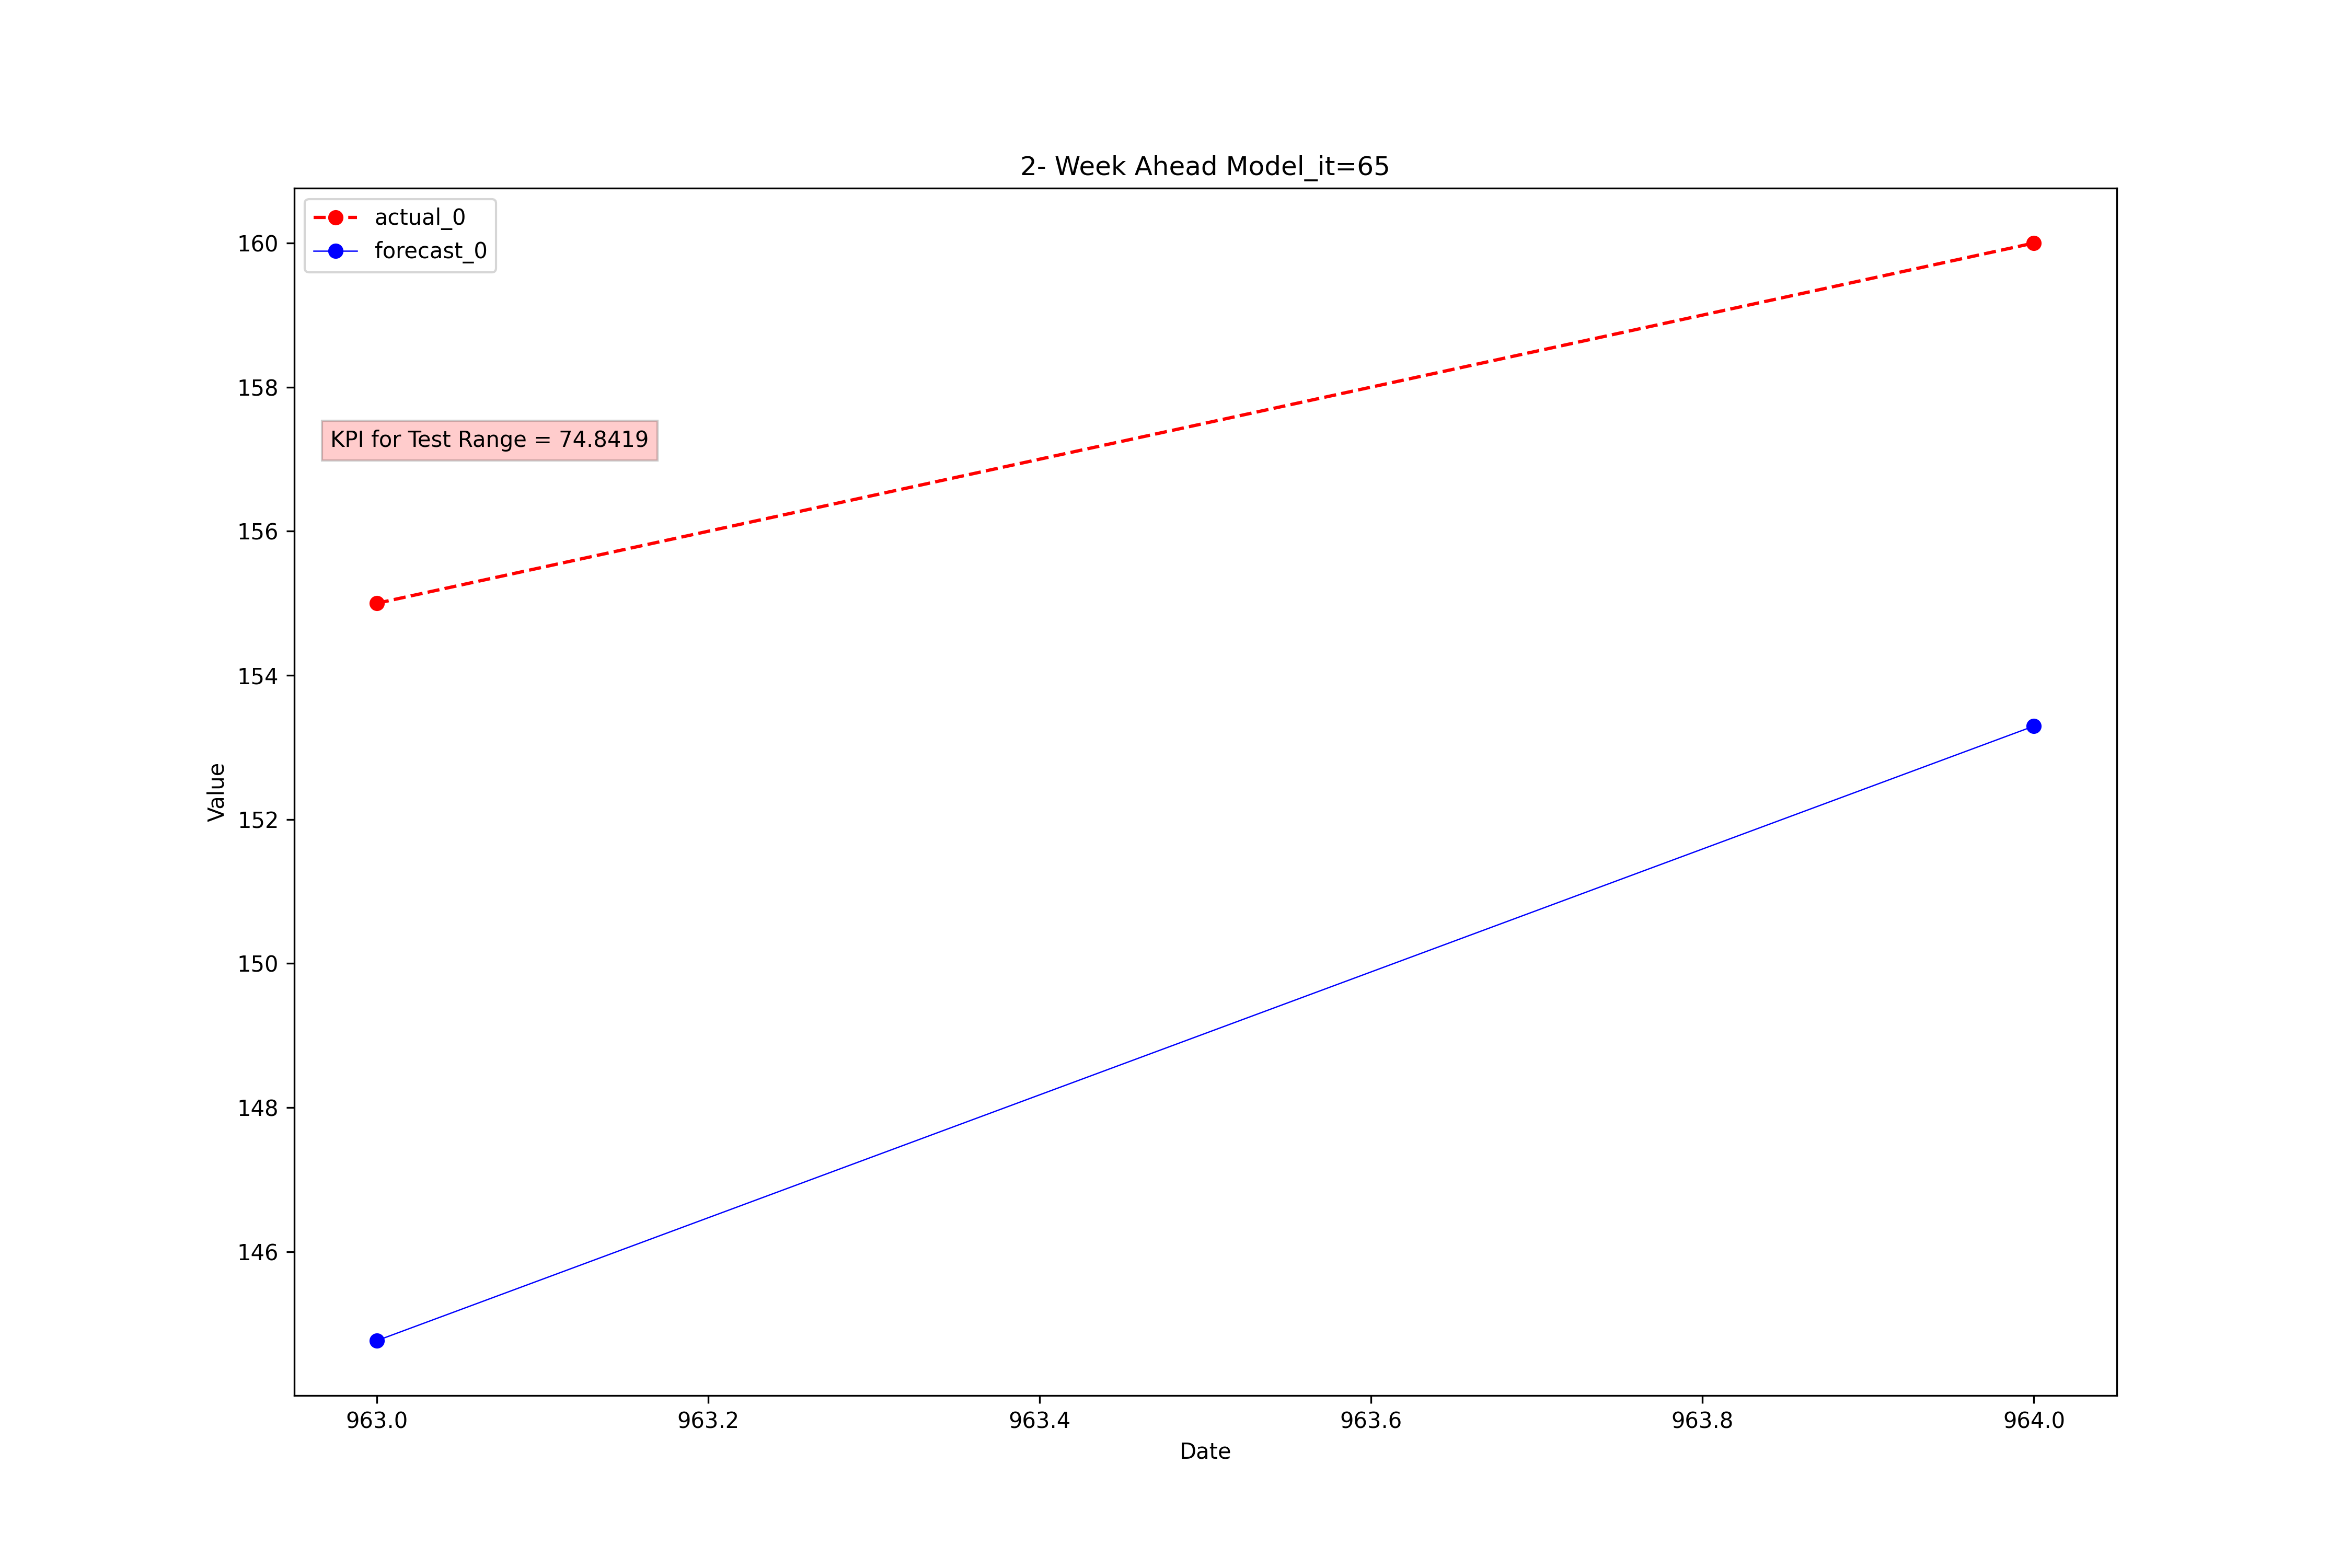 2- Week Ahead Model_it=65
actual_0
forecast_0
KPI for Test Range = 74.8419
160
158
156
154
152
150
148
146
Value
963.0 963.2 963.4 963.6 963.8 964.0
Date